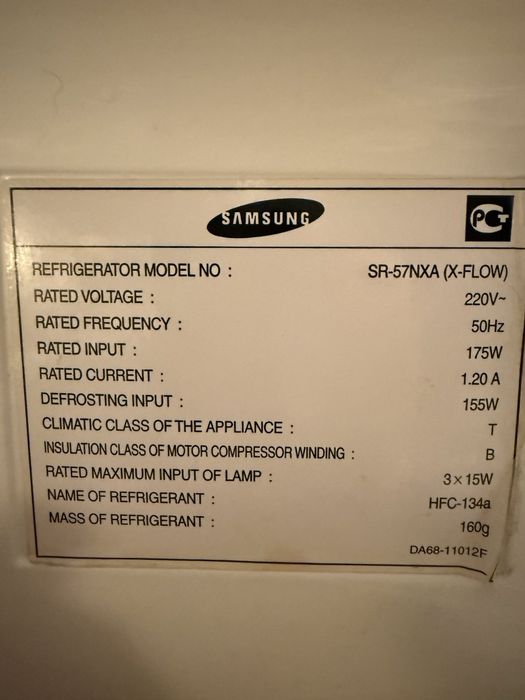 SAMSUNG
PCT
REFRIGERATOR MODEL NO : SR-57NXA (X-FLOW)
RATED VOLTAGE : 220V~
RATED FREQUENCY : 50Hz
RATED INPUT : 175W
RATED CURRENT : 1.20 A
DEFROSTING INPUT : 155W
CLIMATIC CLASS OF THE APPLIANCE : T
INSULATION CLASS OF MOTOR COMPRESSOR WINDING : B
RATED MAXIMUM INPUT OF LAMP : 3×15W
NAME OF REFRIGERANT : HFC-134a
MASS OF REFRIGERANT : 160g
DA68-11012F